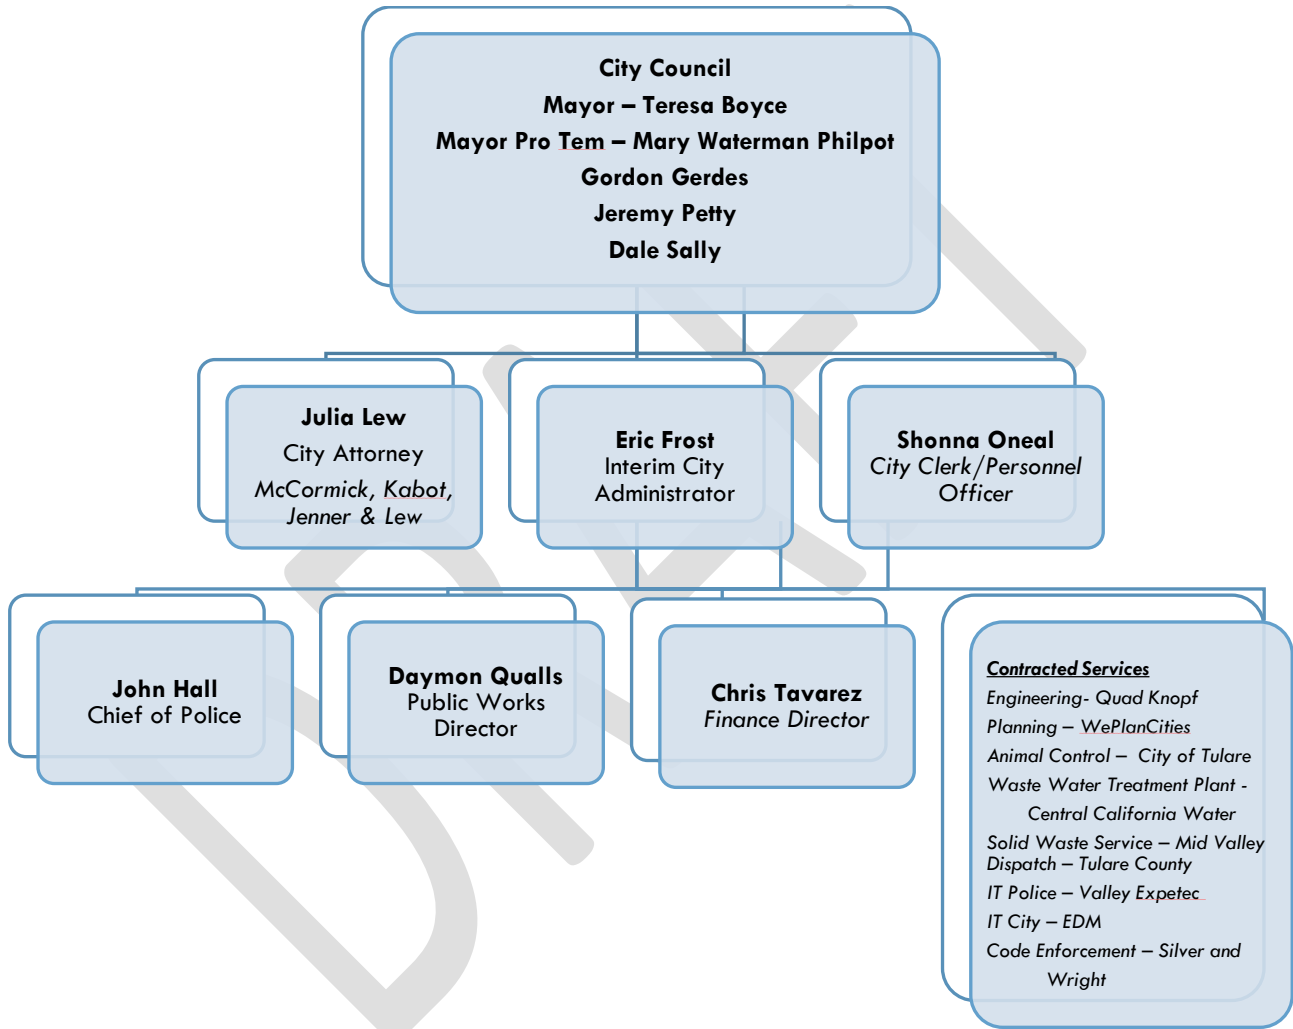 City Council
Mayor – Teresa Boyce
Mayor Pro Tem – Mary Waterman Philpot
Gordon Gerdes
Jeremy Petty
Dale Sally
Julia Lew
City Attorney
McCormick, Kabot,
Jenner & Lew
Eric Frost
Interim City
Administrator
Shonna Oneal
City Clerk/Personnel
Officer
John Hall
Chief of Police
Daymon Qualls
Public Works
Director
Chris Tavarez
Finance Director
Contracted Services
Engineering- Quad Knopf
Planning – WePlanCities
Animal Control – City of Tulare
Waste Water Treatment Plant -
Central California Water
Solid Waste Service – Mid Valley
Dispatch – Tulare County
IT Police – Valley Expetec
IT City – EDM
Code Enforcement – Silver and
Wright
DRAFT